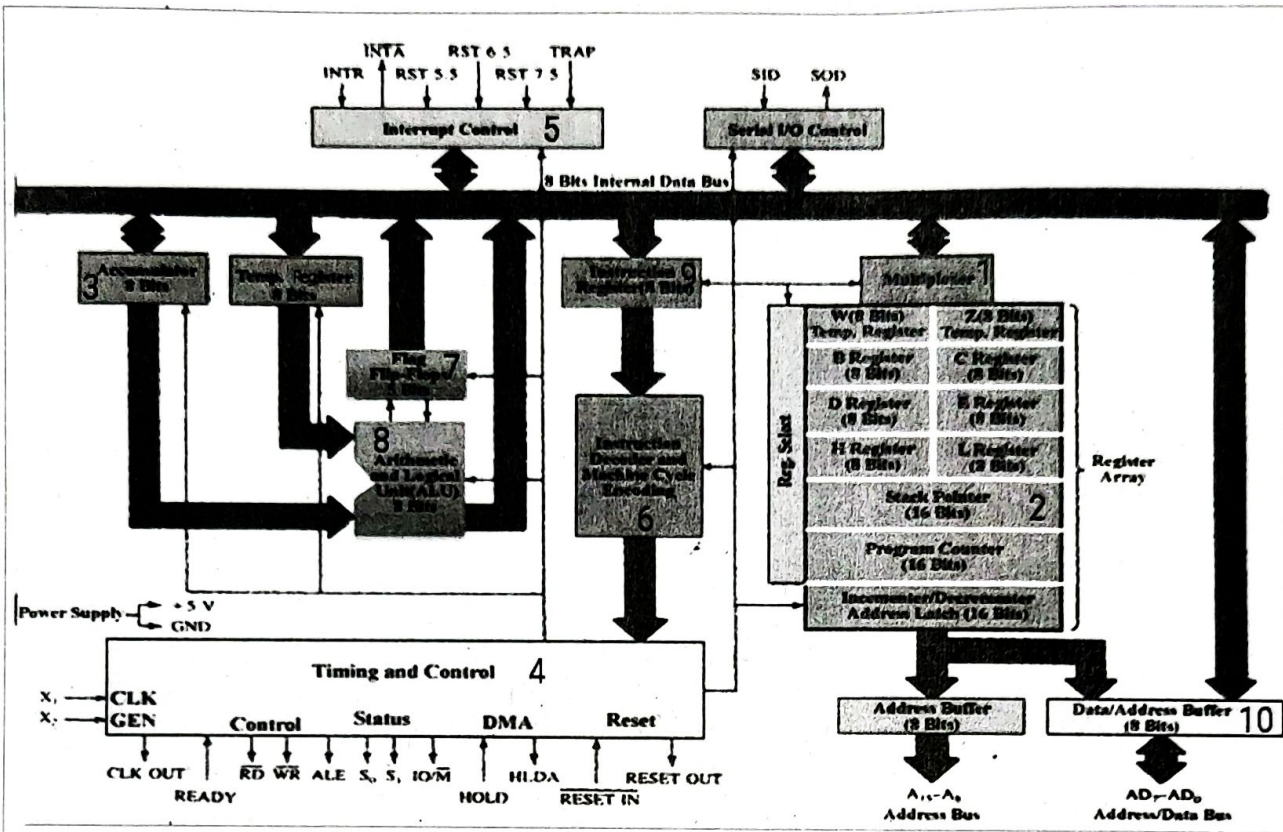 INTR
INTA
RST 5.5
RST 6.5
RST 7.5
TRAP
SID
SOD
Interrupt Control 5
Serial I/O Control
8 Bits Internal Data Bus
3
Accumulator
8 Bits
Temp. Register
8 Bits
Instruction 9
Register(8 Bits)
Multiplexer 1
Flag 7
Flip-Flops
8 Bits
8
Arithmetic
and Logical
Unit(ALU)
8 Bits
Instruction
Decoder and
Machine Cycle
Encoding
6
Reg. Select
W(8 Bits)
Temp. Register
Z(8 Bits)
Temp. Register
B Register
(8 Bits)
C Register
(8 Bits)
D Register
(8 Bits)
E Register
(8 Bits)
H Register
(8 Bits)
L Register
(8 Bits)
Stack Pointer
(16 Bits) 2
Program Counter
(16 Bits)
Incrementer/Decrementer
Address Latch (16 Bits)
Register
Array
Power Supply
+5 V
GND
Timing and Control 4
X₁
X₂
CLK
GEN
Control
Status
DMA
Reset
CLK OUT
READY
RD
WR
ALE
S₀
S₁
IO/M
HOLD
HLDA
RESET IN
RESET OUT
Address Buffer
(8 Bits)
Data/Address Buffer
(8 Bits) 10
A₁₅–A₈
Address Bus
AD₇–AD₀
Address/Data Bus